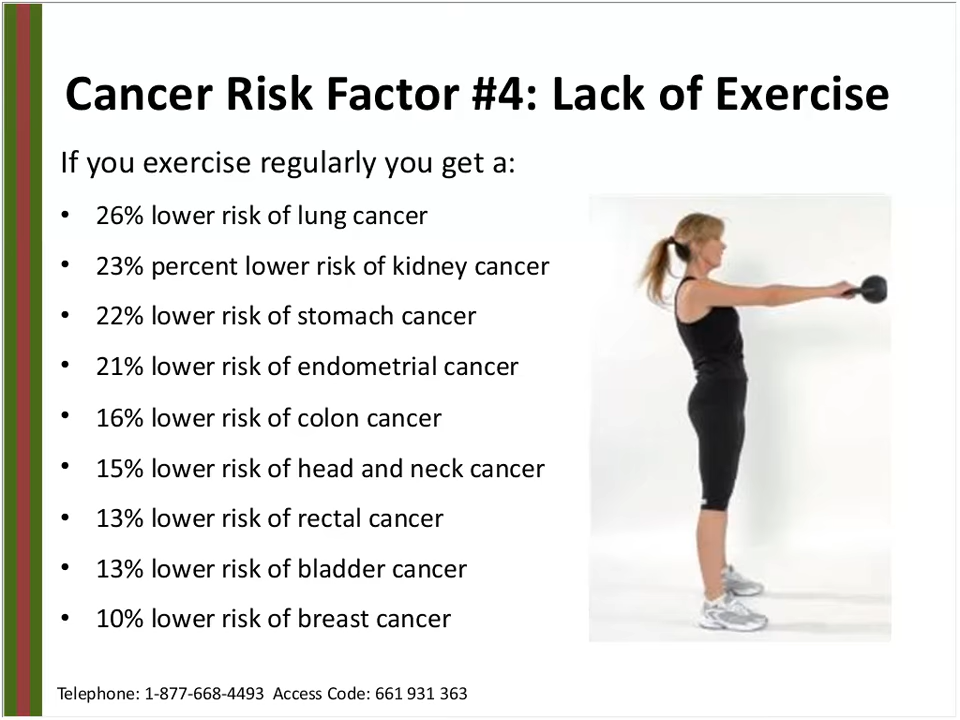 Cancer Risk Factor #4: Lack of Exercise
If you exercise regularly you get a:
• 26% lower risk of lung cancer
• 23% percent lower risk of kidney cancer
• 22% lower risk of stomach cancer
• 21% lower risk of endometrial cancer
• 16% lower risk of colon cancer
• 15% lower risk of head and neck cancer
• 13% lower risk of rectal cancer
• 13% lower risk of bladder cancer
• 10% lower risk of breast cancer
Telephone: 1-877-668-4493 Access Code: 661 931 363